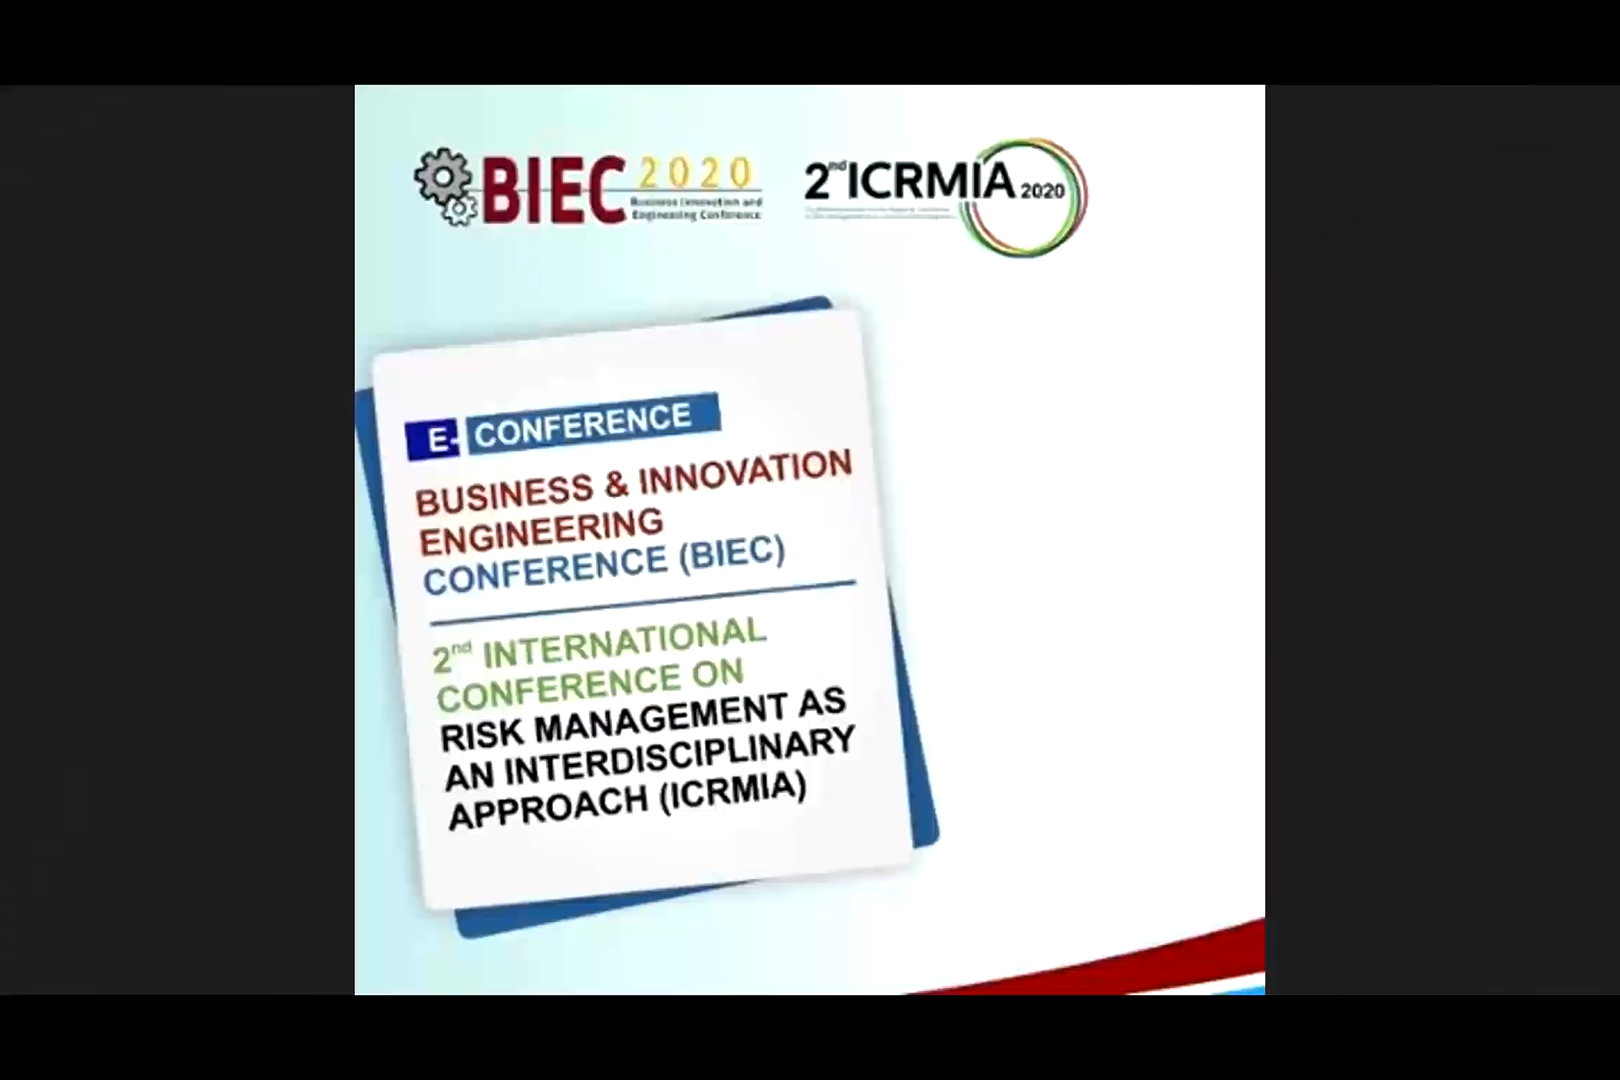 BIEC 2020
Business Innovation and
Engineering Conference
2nd ICRMIA 2020
E- CONFERENCE
BUSINESS & INNOVATION
ENGINEERING
CONFERENCE (BIEC)
2nd INTERNATIONAL
CONFERENCE ON
RISK MANAGEMENT AS
AN INTERDISCIPLINARY
APPROACH (ICRMIA)